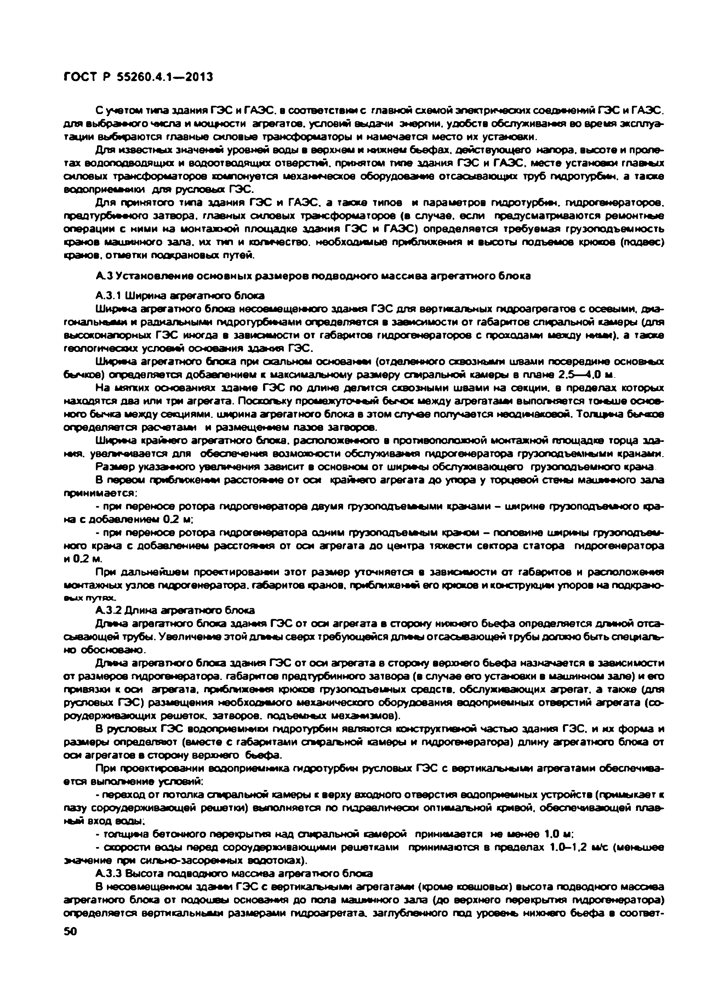 ГОСТ Р 55260.4.1—2013
С учетом типа здания ГЭС и ГАЭС, в соответствии с главной схемой электрических соединений ГЭС и ГАЭС,
для выбранного числа и мощности агрегатов, условий выдачи энергии, удобств обслуживания во время эксплуа-
тации выбираются главные силовые трансформаторы и намечается место их установки.
Для известных значений уровней воды в верхнем и нижнем бьефах, действующего напора, высоте и проле-
тах водоподводящих и водоотводящих отверстий, принятом типе здания ГЭС и ГАЭС, месте установки главных
силовых трансформаторов компонуется механическое оборудование отсасывающих труб гидротурбин, а также
водоприемники для русловых ГЭС.
Для принятого типа здания ГЭС и ГАЭС, а также типов и параметров гидротурбин, гидрогенераторов,
предтурбинного затвора, главных силовых трансформаторов (в случае, если предусматриваются ремонтные
операции с ними на монтажной площадке здания ГЭС и ГАЭС) определяется требуемая грузоподъемность
кранов машинного зала, их тип и количество, необходимые приближения и высоты подъемов крюков (подвес)
кранов, отметки подкрановых путей.
А.3 Установление основных размеров подводного массива агрегатного блока
А.3.1 Ширина агрегатного блока
Ширина агрегатного блока несовмещенного здания ГЭС для вертикальных гидроагрегатов с осевыми, диа-
гональными и радиальными гидротурбинами определяется в зависимости от габаритов спиральной камеры (для
высоконапорных ГЭС иногда в зависимости от габаритов гидрогенераторов с проходами между ними), а также
геологических условий основания здания ГЭС.
Ширина агрегатного блока при скальном основании (отделенного сквозными швами посередине основных
бычков) определяется добавлением к максимальному размеру спиральной камеры в плане 2,5—4,0 м.
На мягких основаниях здание ГЭС по длине делится сквозными швами на секции, в пределах которых
находятся два или три агрегата. Поскольку промежуточный бычок между агрегатами выполняется тоньше основ-
ного бычка между секциями, ширина агрегатного блока в этом случае получается неодинаковой. Толщина бычков
определяется расчетами и размещением пазов затворов.
Ширина крайнего агрегатного блока, расположенного в противоположной монтажной площадке торца зда-
ния, увеличивается для обеспечения возможности обслуживания гидрогенератора грузоподъемными кранами.
Размер указанного увеличения зависит в основном от ширины обслуживающего грузоподъемного крана.
В первом приближении расстояние от оси крайнего агрегата до упора у торцевой стены машинного зала
принимается:
- при переносе ротора гидрогенератора двумя грузоподъемными кранами – ширине грузоподъемного кра-
на с добавлением 0,2 м;
- при переносе ротора гидрогенератора одним грузоподъемным краном – половине ширины грузоподъем-
ного крана с добавлением расстояния от оси агрегата до центра тяжести сектора статора гидрогенератора
и 0,2 м.
При дальнейшем проектировании этот размер уточняется в зависимости от габаритов и расположения
монтажных узлов гидрогенератора, габаритов кранов, приближений его крюков и конструкции упоров на подкрано-
вых путях.
А.3.2 Длина агрегатного блока
Длина агрегатного блока здания ГЭС от оси агрегата в сторону нижнего бьефа определяется длиной отса-
сывающей трубы. Увеличение этой длины сверх требующейся длины отсасывающей трубы должно быть специаль-
но обосновано.
Длина агрегатного блока здания ГЭС от оси агрегата в сторону верхнего бьефа назначается в зависимости
от размеров гидрогенератора, габаритов предтурбинного затвора (в случае его установки в машинном зале) и его
привязки к оси агрегата, приближения крюков грузоподъемных средств, обслуживающих агрегат, а также (для
русловых ГЭС) размещения необходимого механического оборудования водоприемных отверстий агрегата (со-
роудерживающих решеток, затворов, подъемных механизмов).
В русловых ГЭС водоприемники гидротурбин являются конструктивной частью здания ГЭС, и их форма и
размеры определяют (вместе с габаритами спиральной камеры и гидрогенератора) длину агрегатного блока от
оси агрегатов в сторону верхнего бьефа.
При проектировании водоприемника гидротурбин русловых ГЭС с вертикальными агрегатами обеспечива-
ется выполнение условий:
- переход от потолка спиральной камеры к верху входного отверстия водоприемных устройств (примыкает к
пазу сороудерживающей решетки) выполняется по гидравлически оптимальной кривой, обеспечивающей плав-
ный вход воды;
- толщина бетонного перекрытия над спиральной камерой принимается не менее 1,0 м;
- скорости воды перед сороудерживающими решетками принимаются в пределах 1,0–1,2 м/с (меньшее
значение при сильно-засоренных водотоках).
А.3.3 Высота подводного массива агрегатного блока
В несовмещенном здании ГЭС с вертикальными агрегатами (кроме ковшовых) высота подводного массива
агрегатного блока от подошвы основания до пола машинного зала (до верхнего перекрытия гидрогенератора)
определяется вертикальными размерами гидроагрегата, заглубленного под уровень нижнего бьефа в соответ-
50